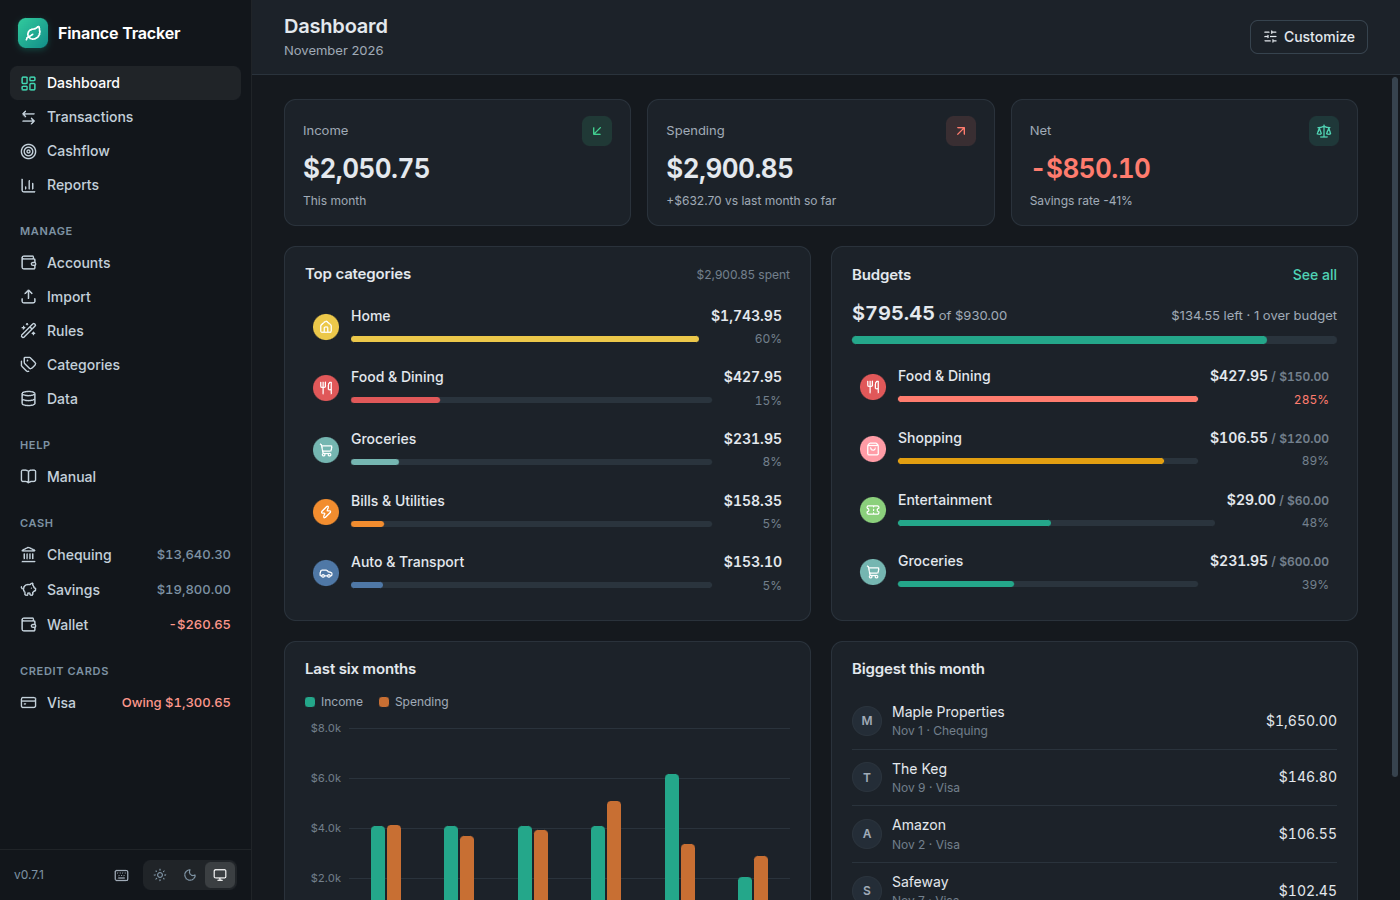 Finance Tracker
Dashboard
Transactions
Cashflow
Reports
MANAGE
Accounts
Import
Rules
Categories
Data
HELP
Manual
CASH
Chequing $13,640.30
Savings $19,800.00
Wallet -$260.65
CREDIT CARDS
Visa Owing $1,300.65
v0.7.1
Dashboard
November 2026
Customize
Income
$2,050.75
This month
Spending
$2,900.85
+$632.70 vs last month so far
Net
-$850.10
Savings rate -41%
Top categories $2,900.85 spent
Home $1,743.95
60%
Food & Dining $427.95
15%
Groceries $231.95
8%
Bills & Utilities $158.35
5%
Auto & Transport $153.10
5%
Budgets See all
$795.45 of $930.00 $134.55 left · 1 over budget
Food & Dining $427.95 / $150.00
285%
Shopping $106.55 / $120.00
89%
Entertainment $29.00 / $60.00
48%
Groceries $231.95 / $600.00
39%
Last six months
Income Spending
$8.0k
$6.0k
$4.0k
$2.0k
Biggest this month
M Maple Properties $1,650.00
Nov 1 · Chequing
T The Keg $146.80
Nov 9 · Visa
A Amazon $106.55
Nov 2 · Visa
S Safeway $102.45
Nov 7 · Visa